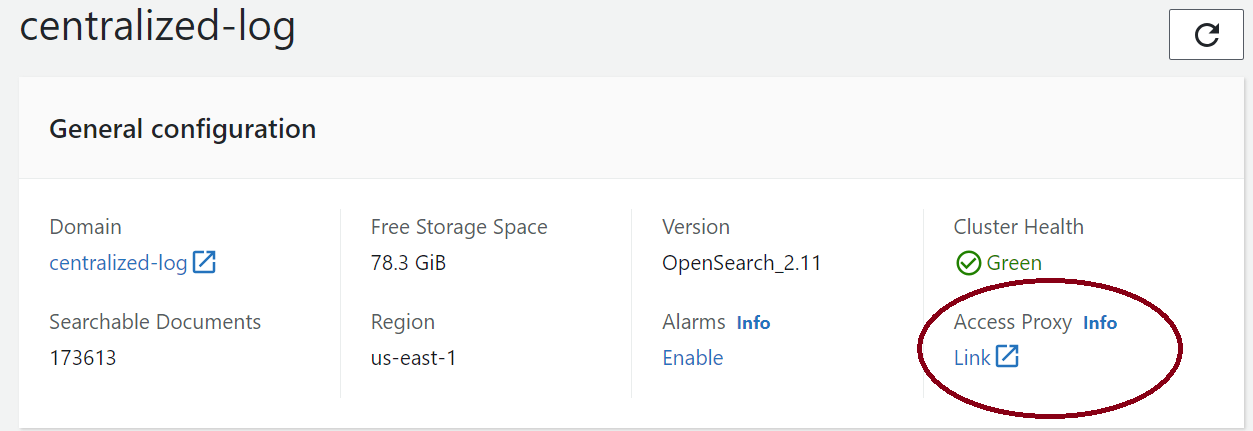 centralized-log
General configuration
Domain
centralized-log
Free Storage Space
78.3 GiB
Version
OpenSearch_2.11
Cluster Health
Green
Searchable Documents
173613
Region
us-east-1
Alarms Info
Enable
Access Proxy Info
Link